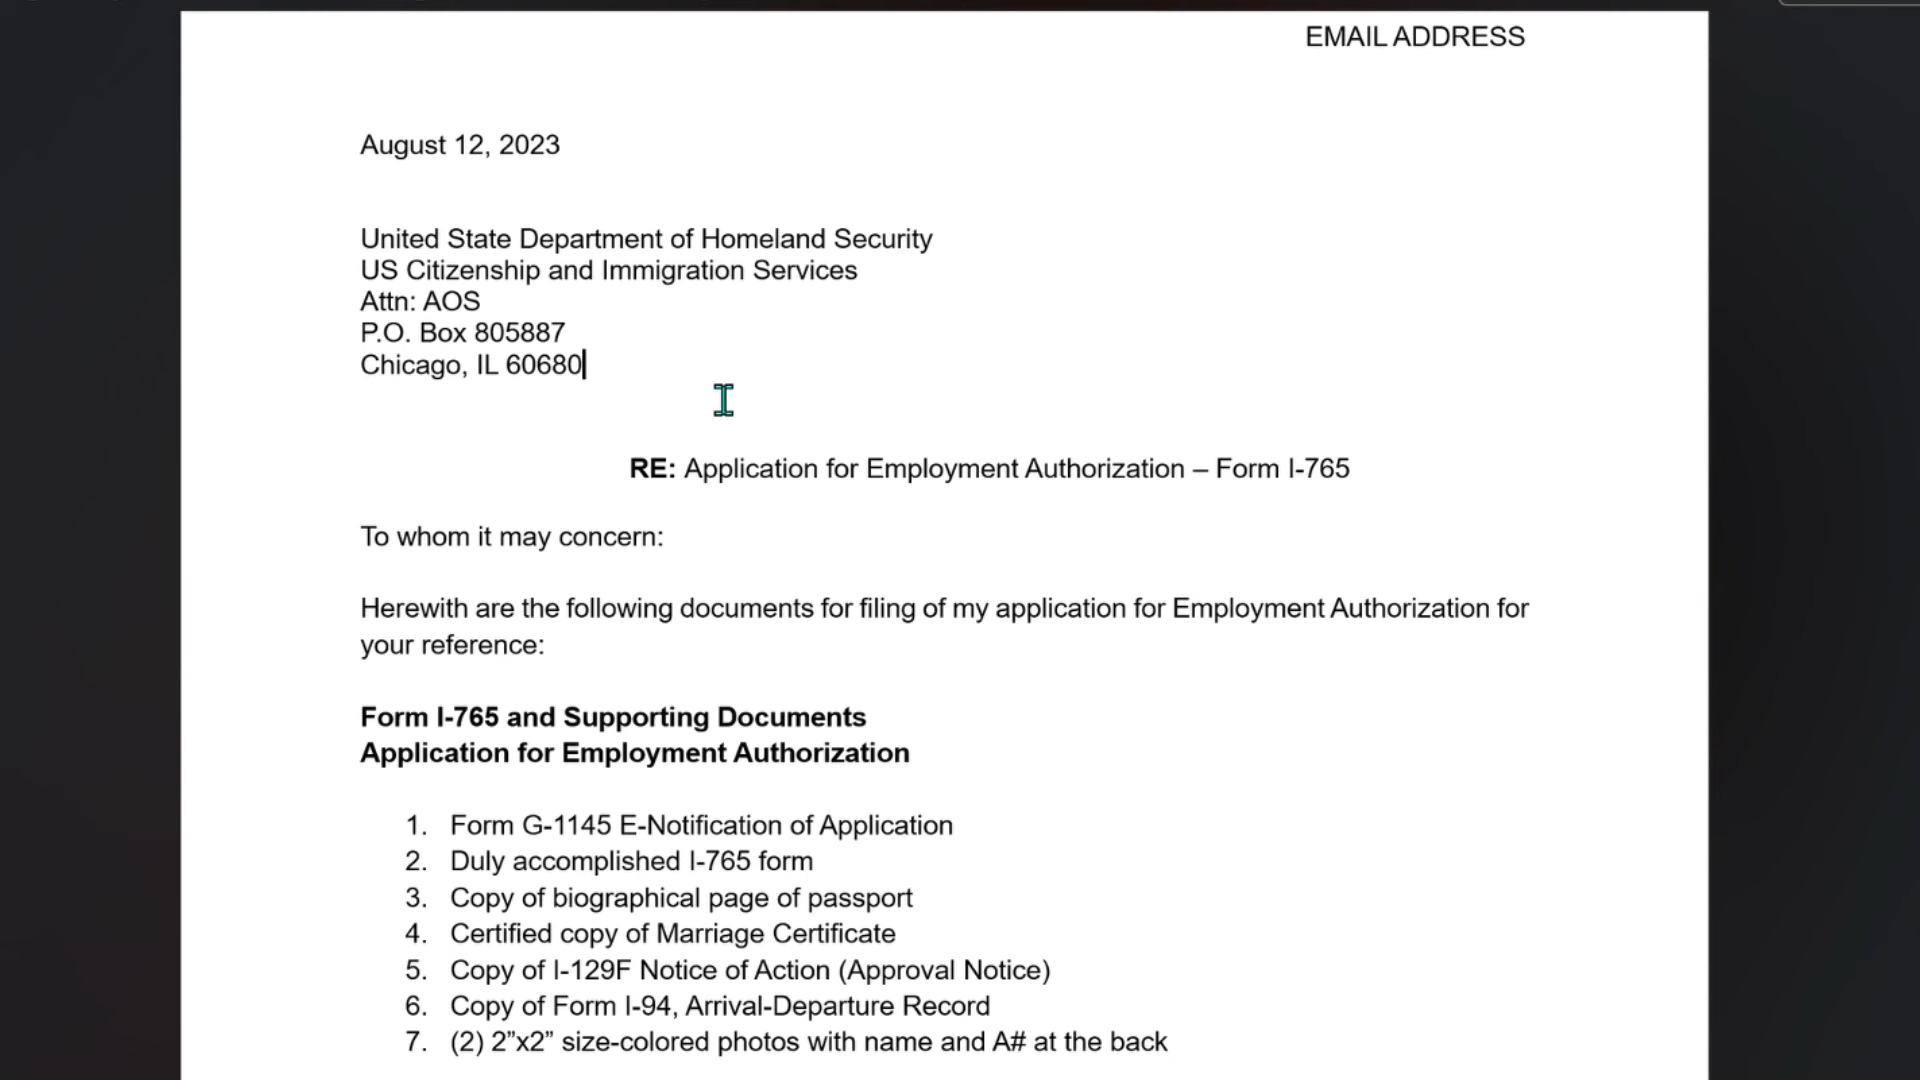 EMAIL ADDRESS
August 12, 2023
United State Department of Homeland Security
US Citizenship and Immigration Services
Attn: AOS
P.O. Box 805887
Chicago, IL 60680
RE: Application for Employment Authorization – Form I-765
To whom it may concern:
Herewith are the following documents for filing of my application for Employment Authorization for
your reference:
Form I-765 and Supporting Documents
Application for Employment Authorization
1. Form G-1145 E-Notification of Application
2. Duly accomplished I-765 form
3. Copy of biographical page of passport
4. Certified copy of Marriage Certificate
5. Copy of I-129F Notice of Action (Approval Notice)
6. Copy of Form I-94, Arrival-Departure Record
7. (2) 2”x2” size-colored photos with name and A# at the back